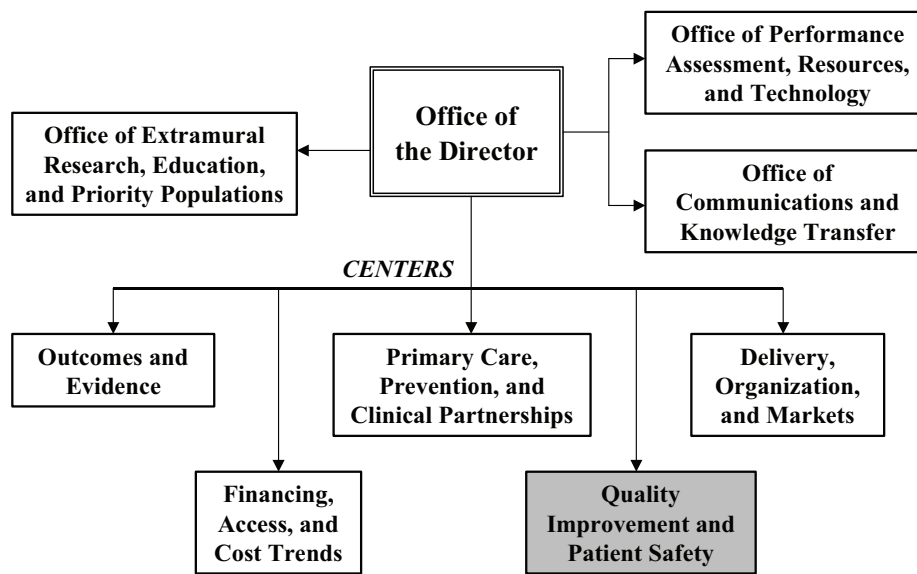 Office of Performance
Assessment, Resources,
and Technology
Office of
the Director
Office of Extramural
Research, Education,
and Priority Populations
Office of
Communications and
Knowledge Transfer
CENTERS
Outcomes and
Evidence
Primary Care,
Prevention, and
Clinical Partnerships
Delivery,
Organization,
and Markets
Financing,
Access, and
Cost Trends
Quality
Improvement and
Patient Safety